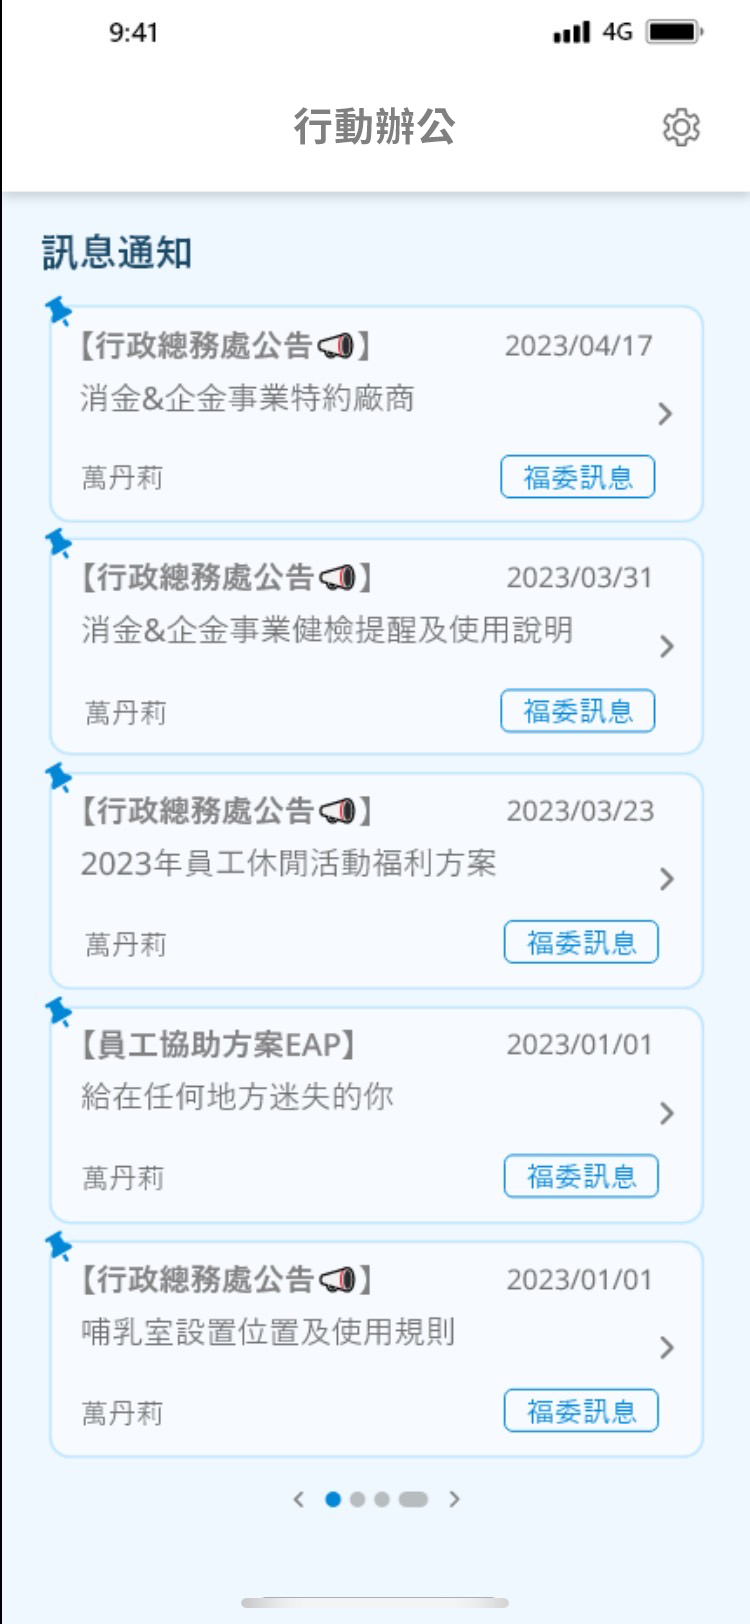 9:41
4G
行動辦公
訊息通知
【行政總務處公告📣】
2023/04/17
消金&企金事業特約廠商
萬丹莉
福委訊息
【行政總務處公告📣】
2023/03/31
消金&企金事業健檢提醒及使用說明
萬丹莉
福委訊息
【行政總務處公告📣】
2023/03/23
2023年員工休閒活動福利方案
萬丹莉
福委訊息
【員工協助方案EAP】
2023/01/01
給在任何地方迷失的你
萬丹莉
福委訊息
【行政總務處公告📣】
2023/01/01
哺乳室設置位置及使用規則
萬丹莉
福委訊息